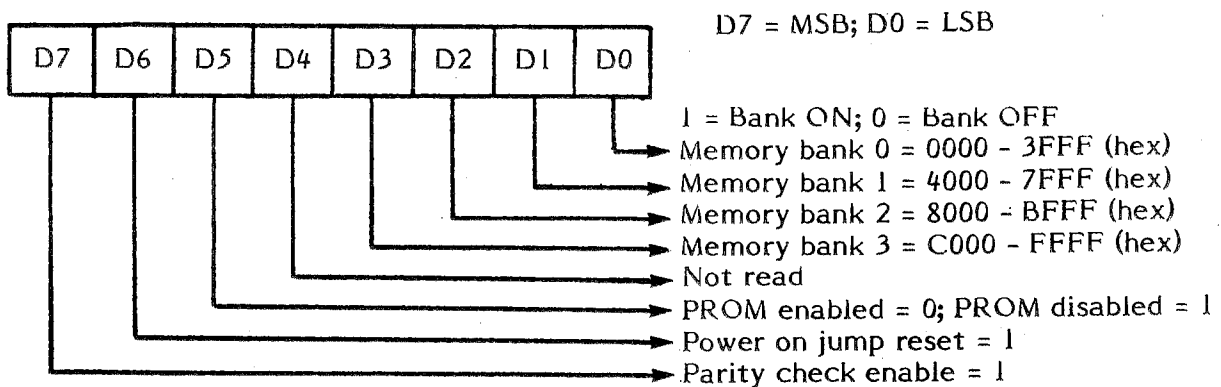 D7 = MSB; D0 = LSB
D7 D6 D5 D4 D3 D2 D1 D0
1 = Bank ON; 0 = Bank OFF
Memory bank 0 = 0000 - 3FFF (hex)
Memory bank 1 = 4000 - 7FFF (hex)
Memory bank 2 = 8000 - BFFF (hex)
Memory bank 3 = C000 - FFFF (hex)
Not read
PROM enabled = 0; PROM disabled = 1
Power on jump reset = 1
Parity check enable = 1